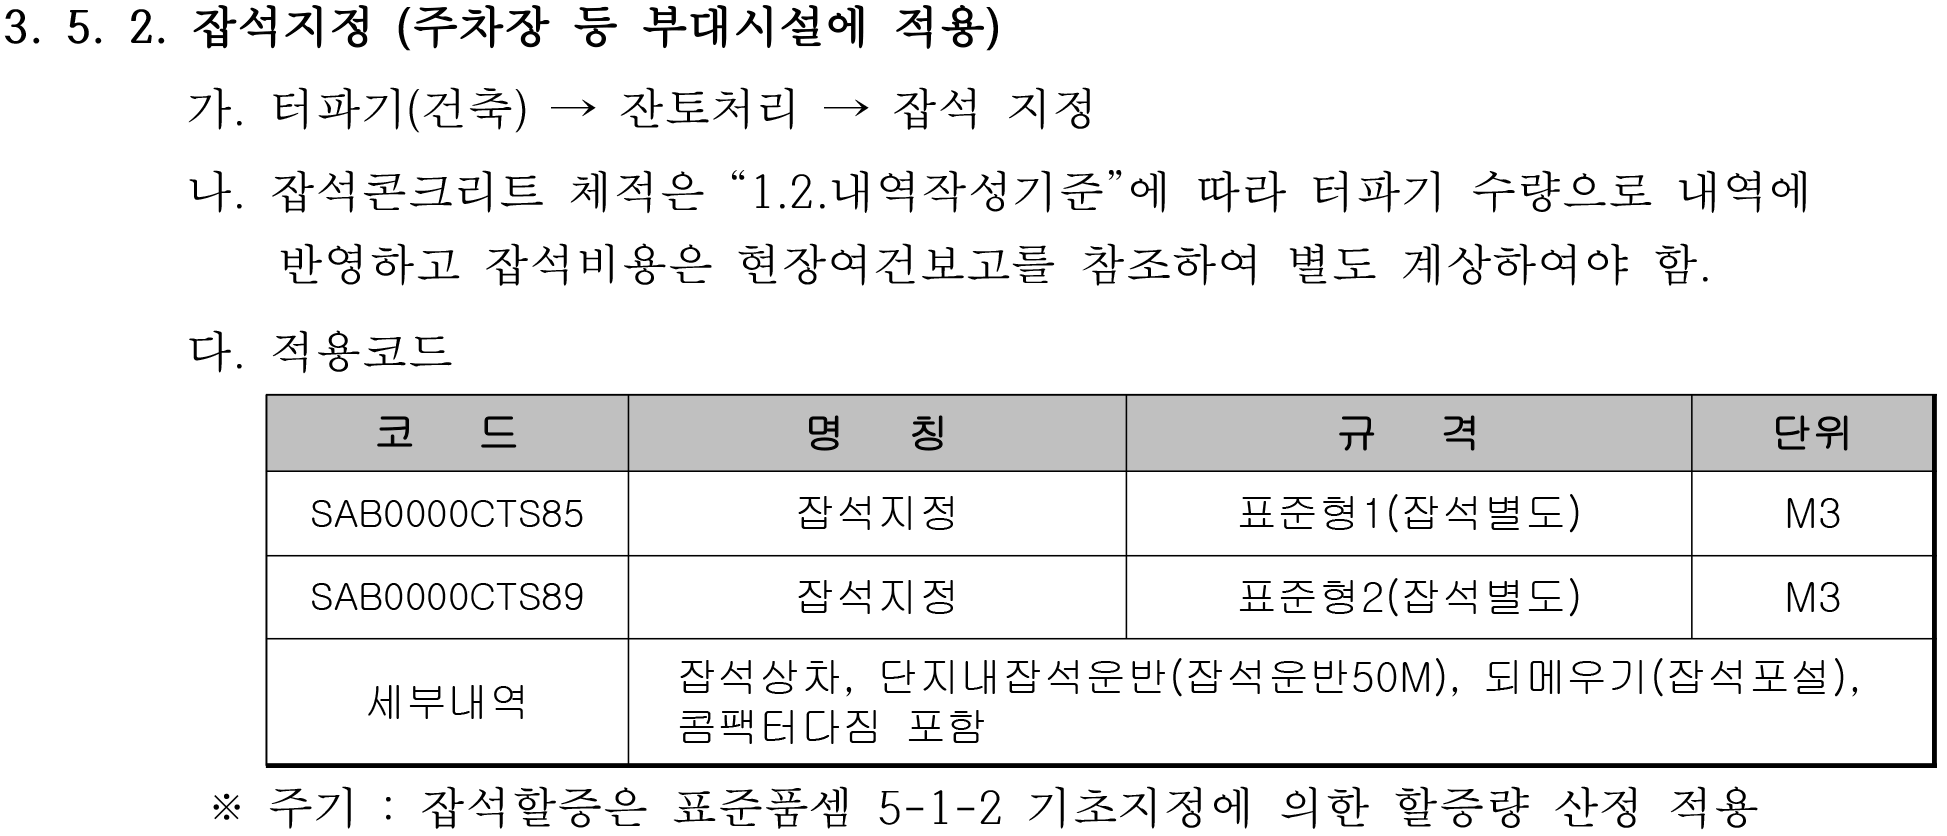 3. 5. 2. 잡석지정 (주차장 등 부대시설에 적용)
가. 터파기(건축) → 잔토처리 → 잡석 지정
나. 잡석콘크리트 체적은 “1.2.내역작성기준”에 따라 터파기 수량으로 내역에
반영하고 잡석비용은 현장여건보고를 참조하여 별도 계상하여야 함.
다. 적용코드
코 드 명 칭 규 격 단위
SAB0000CTS85 잡석지정 표준형1(잡석별도) M3
SAB0000CTS89 잡석지정 표준형2(잡석별도) M3
세부내역 잡석상차, 단지내잡석운반(잡석운반50M), 되메우기(잡석포설),
콤팩터다짐 포함
※ 주기 : 잡석할증은 표준품셈 5-1-2 기초지정에 의한 할증량 산정 적용